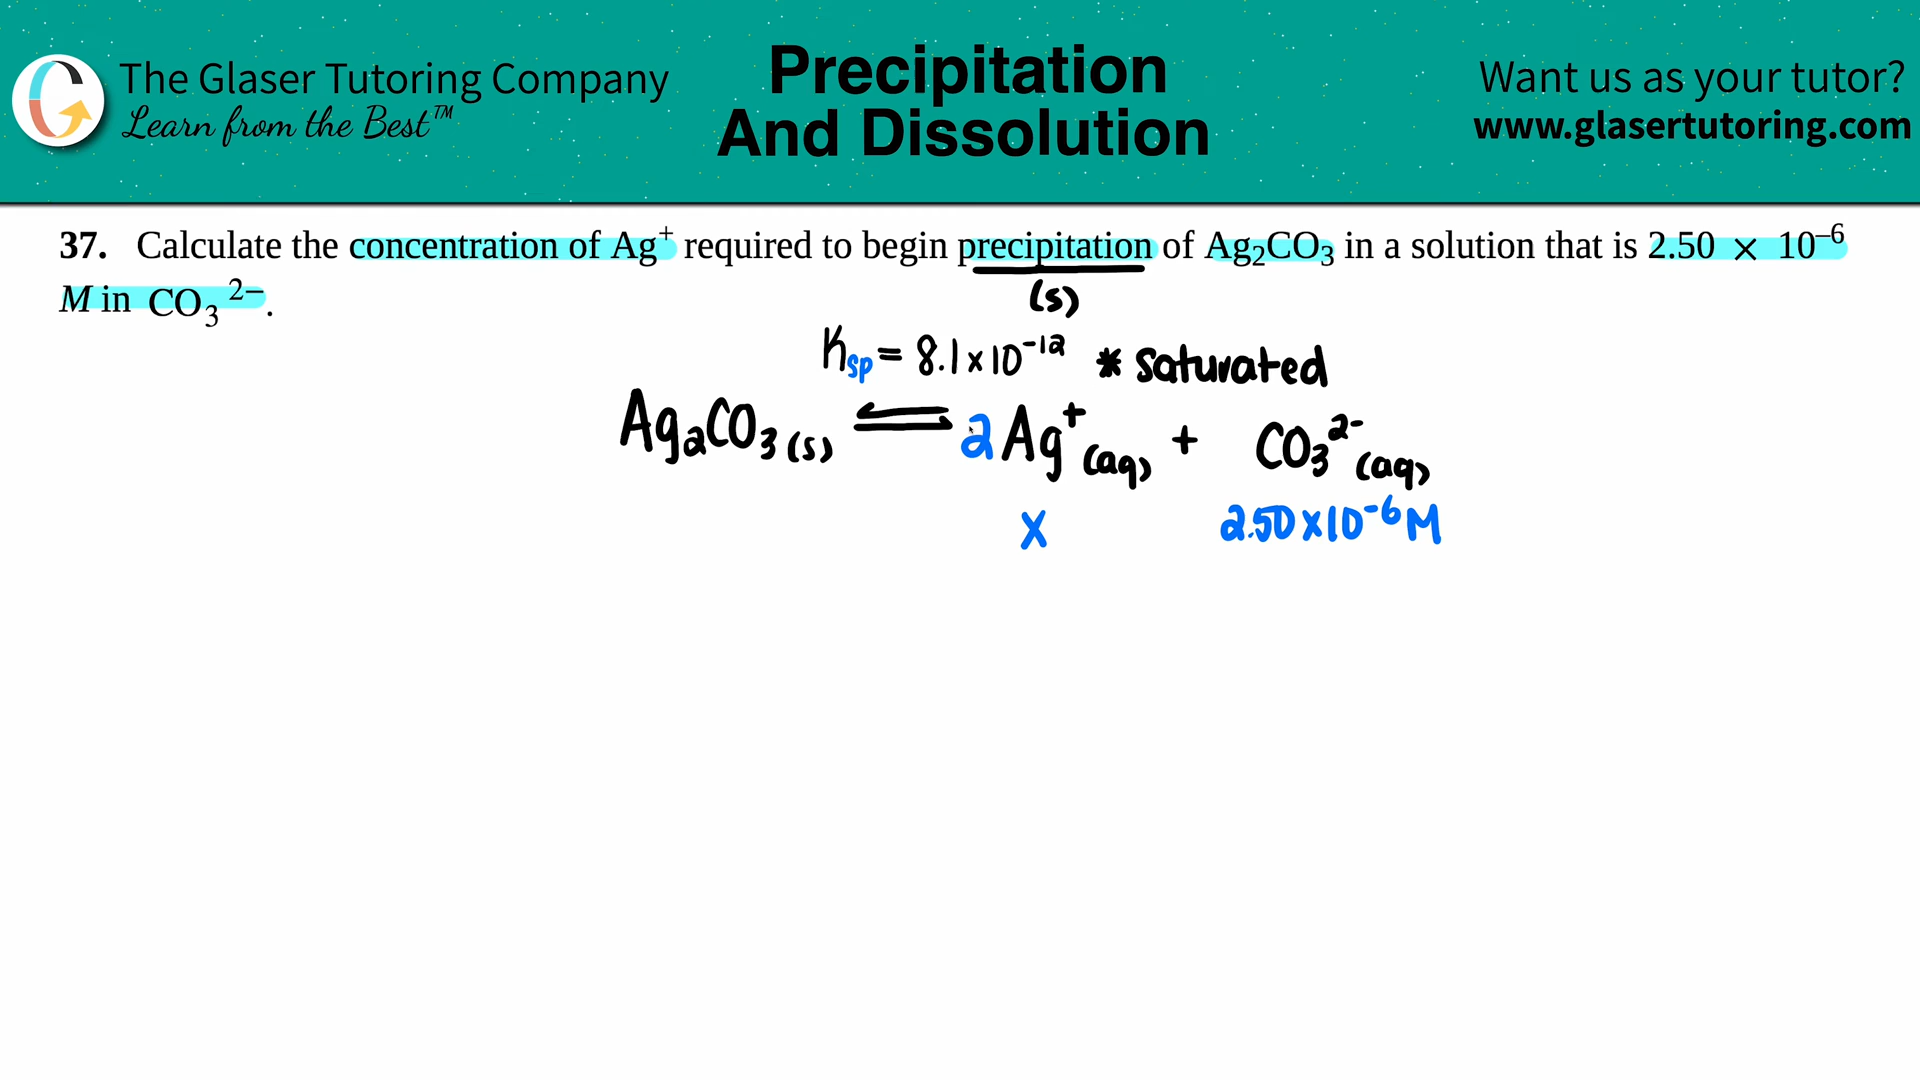 The Glaser Tutoring Company
Learn from the Best™
Precipitation
And Dissolution
Want us as your tutor?
www.glasertutoring.com
37. Calculate the concentration of Ag⁺ required to begin precipitation of Ag₂CO₃ in a solution that is 2.50 × 10⁻⁶
M in CO₃²⁻.
(s)
Ksp = 8.1×10⁻¹² * saturated
Ag₂CO₃(s) ⇌ 2Ag⁺(aq) + CO₃²⁻(aq)
X 2.50×10⁻⁶M